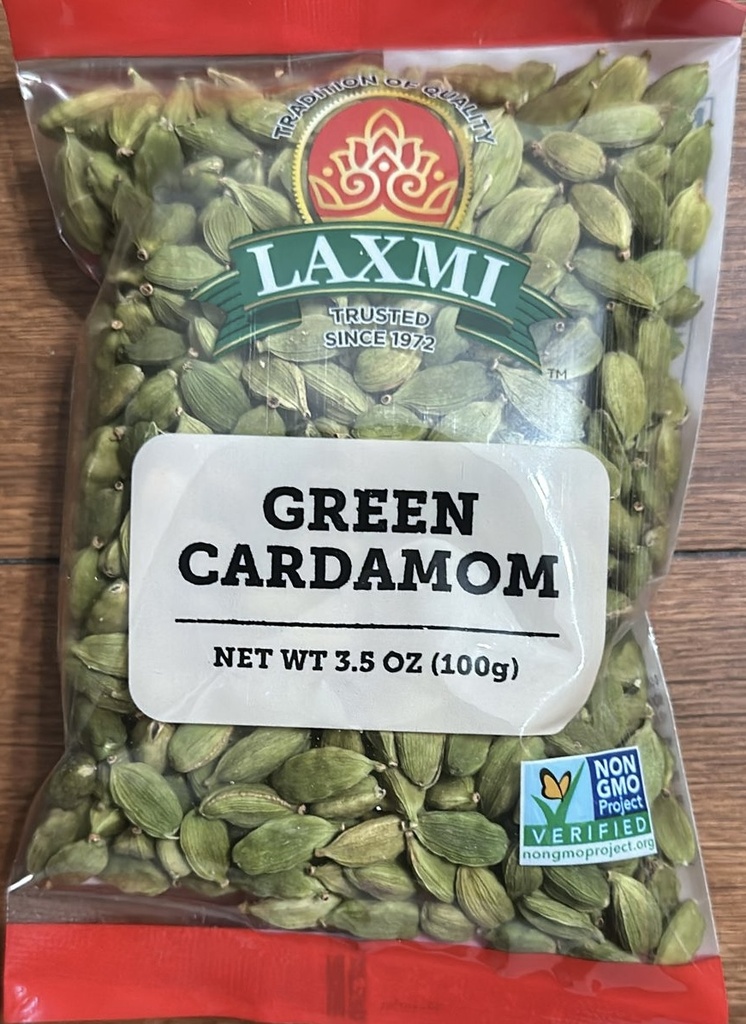 TRADITION OF QUALITY
LAXMI
TRUSTED
SINCE 1972
TM
GREEN
CARDAMOM
NET WT 3.5 OZ (100g)
NON
GMO
Project
VERIFIED
nongmoproject.org